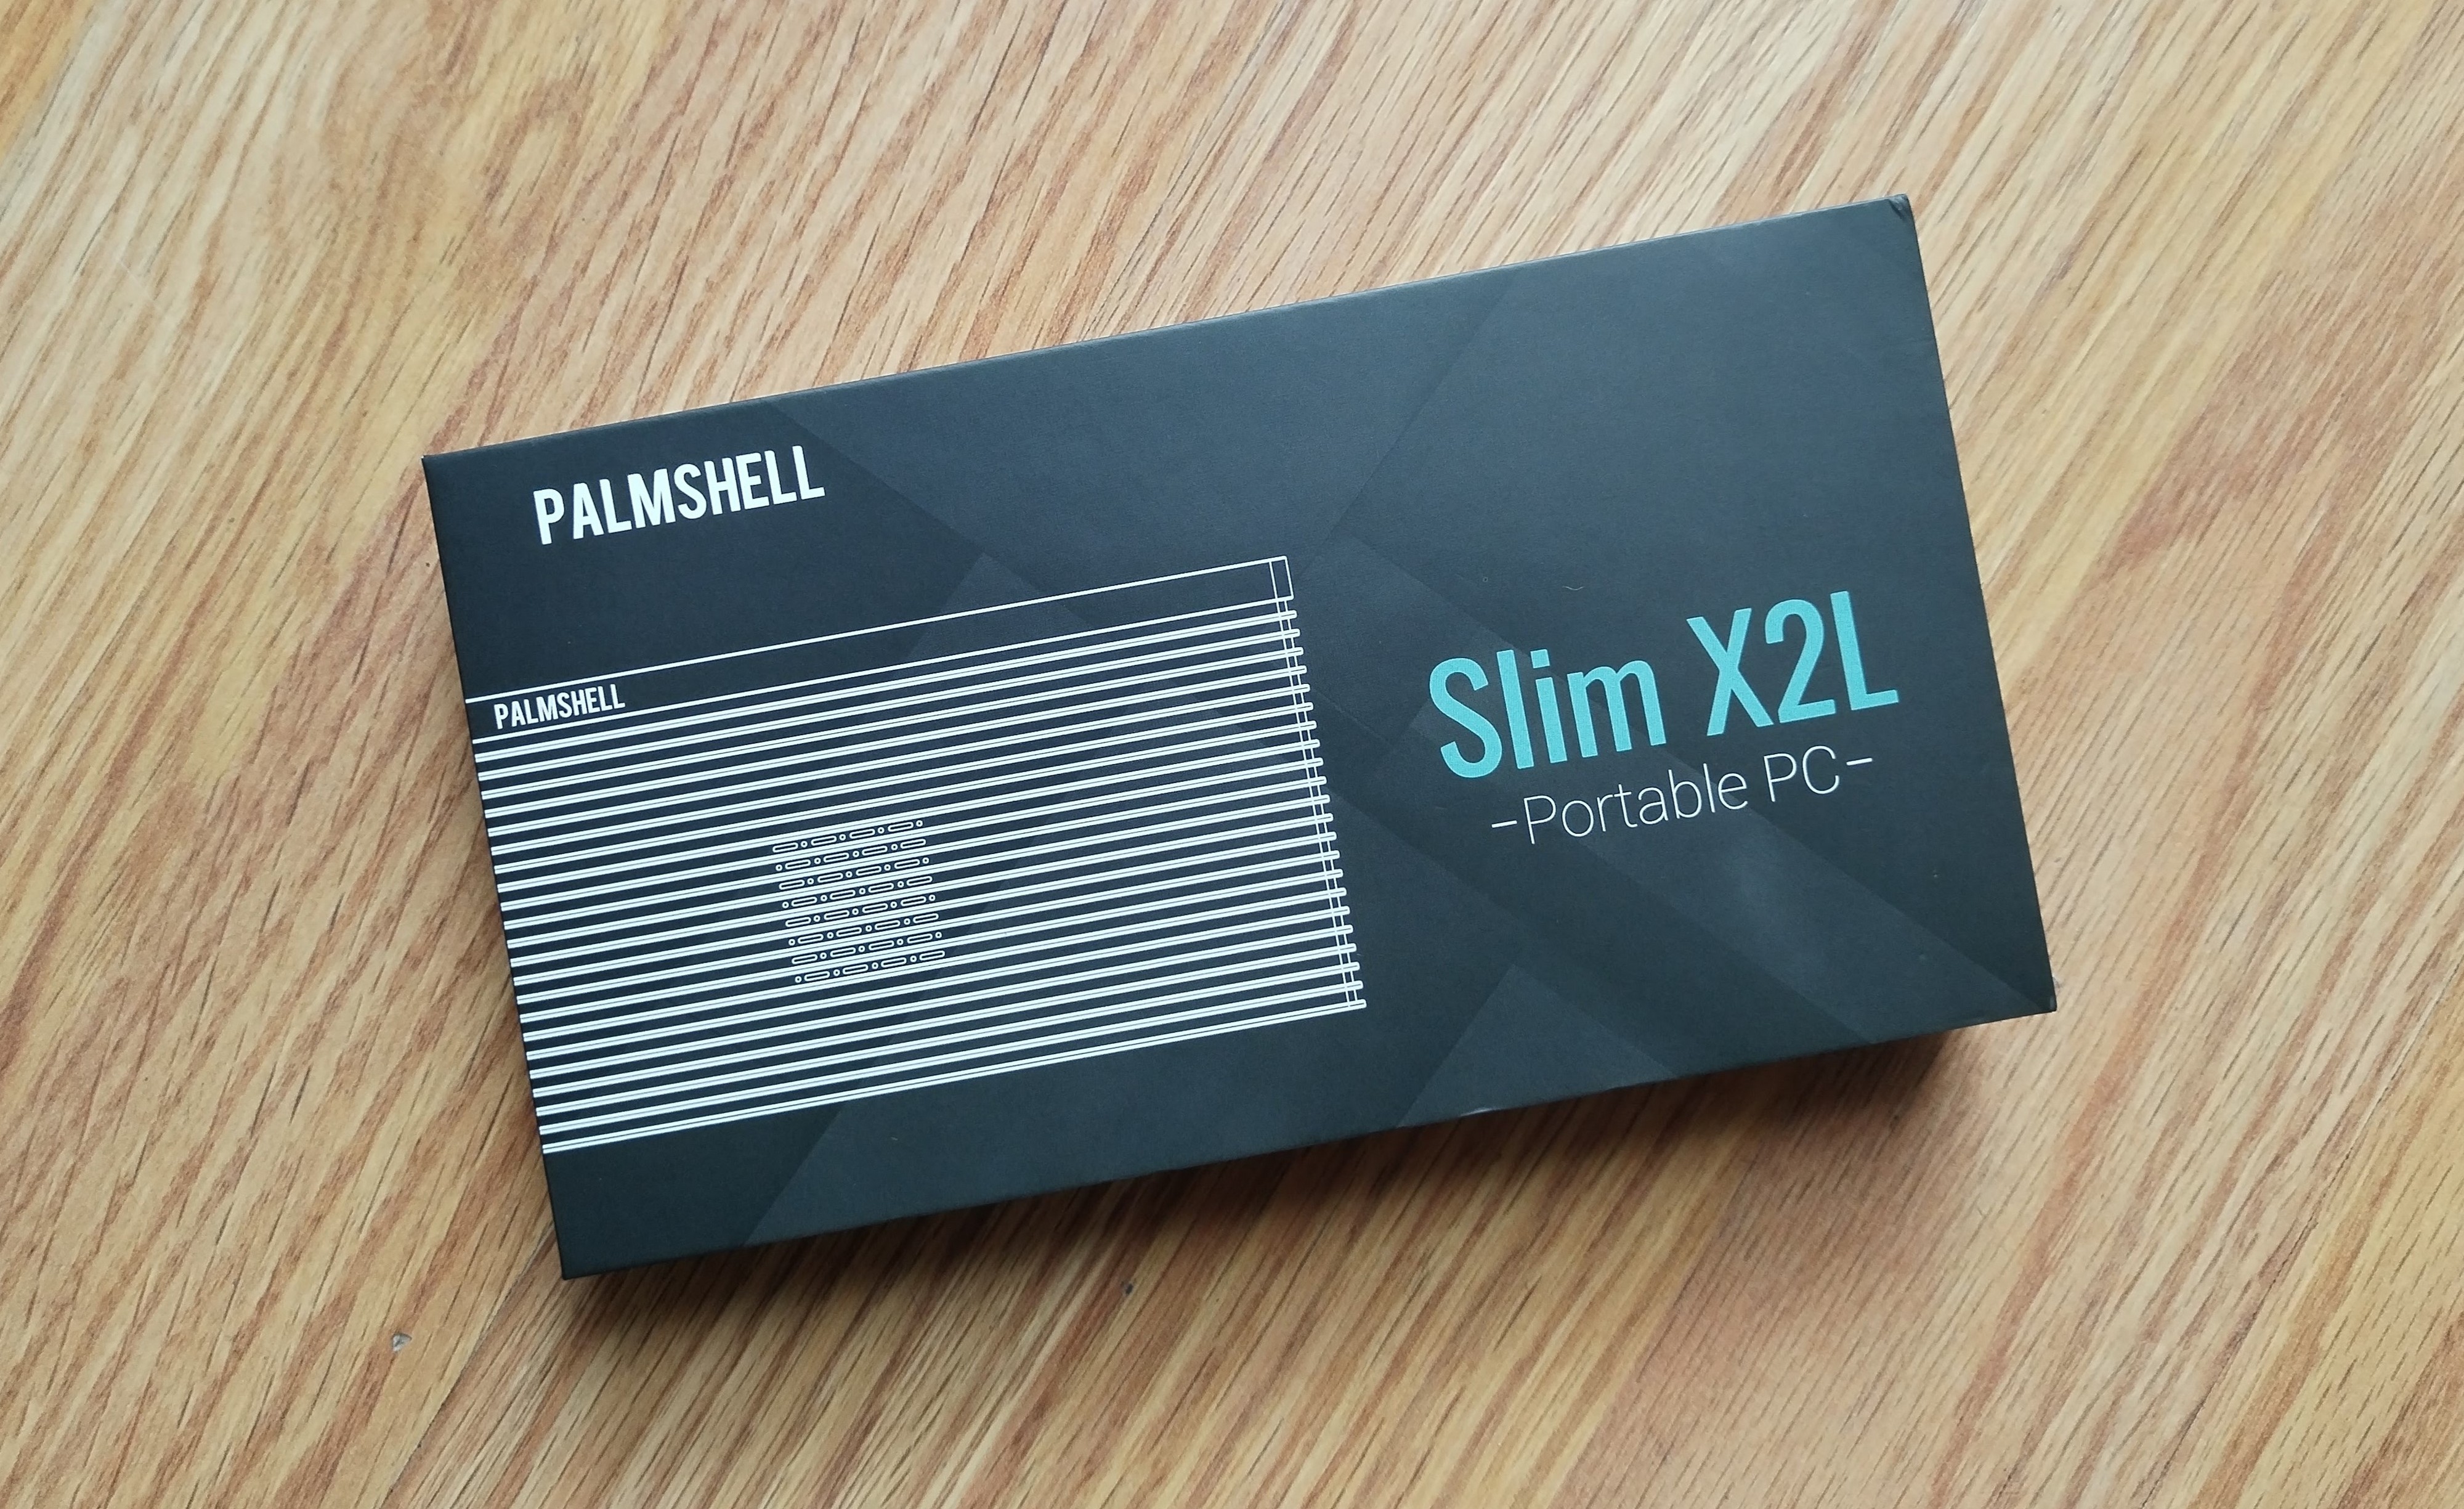 PALMSHELL
PALMSHELL
Slim X2L
-Portable PC-